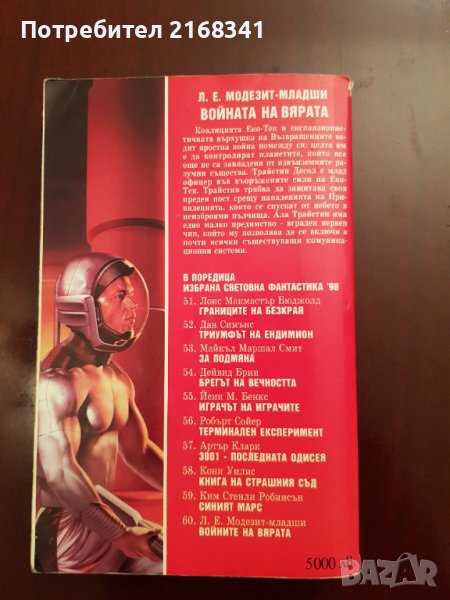 Потребител 2168341
Л. Е. МОДЕЗИТ-МЛАДШИ
ВОЙНАТА НА ВЯРАТА
Коалицията Еко-Тек и експанзионис-
тичната върхушка на Възвращенците во-
дят яростна война помежду си: целта им
е да контролират планетите, които все
още не са завладени от извънземните ра-
зумни същества. Трайстин Десол е млад
офицер във въоръжените сили на Еко-
Тек. Трайстин трябва да защитава своя
преден пост срещу нападенията на При-
виденията, които се спускат от небето в
неизброими пълчища. Ала Трайстин има
едно малко предимство - вграден нервен
чип, който му позволява да се включи в
почти всички съществуващи комуника-
ционни системи.
В ПОРЕДИЦА
ИЗБРАНА СВЕТОВНА ФАНТАСТИКА '98
51. Лоис Макмастър Бюджолд
ГРАНИЦИТЕ НА БЕЗКРАЯ
52. Дан Симънс
ТРИУМФЪТ НА ЕНДИМИОН
53. Майкъл Маршал Смит
ЗА ПОДМЯНА
54. Дейвид Брин
БРЕГЪТ НА ВЕЧНОСТТА
55. Йейн М. Бенкс
ИГРАЧЪТ НА ИГРАЧИТЕ
56. Робърт Сойер
ТЕРМИНАЛЕН ЕКСПЕРИМЕНТ
57. Артър Кларк
3001 - ПОСЛЕДНАТА ОДИСЕЯ
58. Кони Уилис
КНИГА НА СТРАШНИЯ СЪД
59. Ким Стенли Робинсън
СИНИЯТ МАРС
60. Л. Е. Модезит-младши
ВОЙНИТЕ НА ВЯРАТА
5000
BAZAR